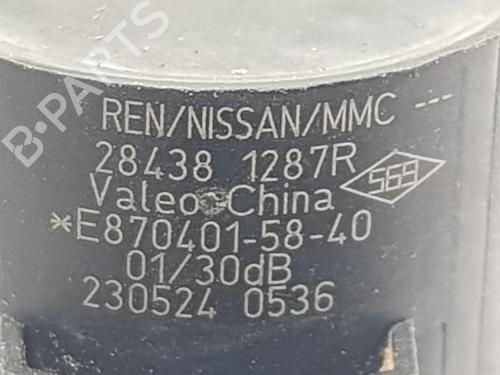 REN/NISSAN/MMC ---
28438 1287R
569
Valeo China
*E870401-58-40
01/30dB
230524 0536
B-PARTS